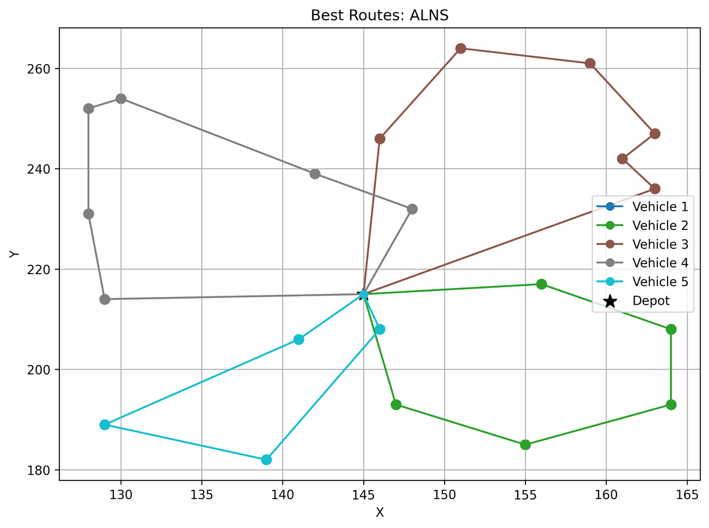 Best Routes: ALNS
Y
260
240
220
200
180
Vehicle 1
Vehicle 2
Vehicle 3
Vehicle 4
Vehicle 5
Depot
130 135 140 145 150 155 160 165
X